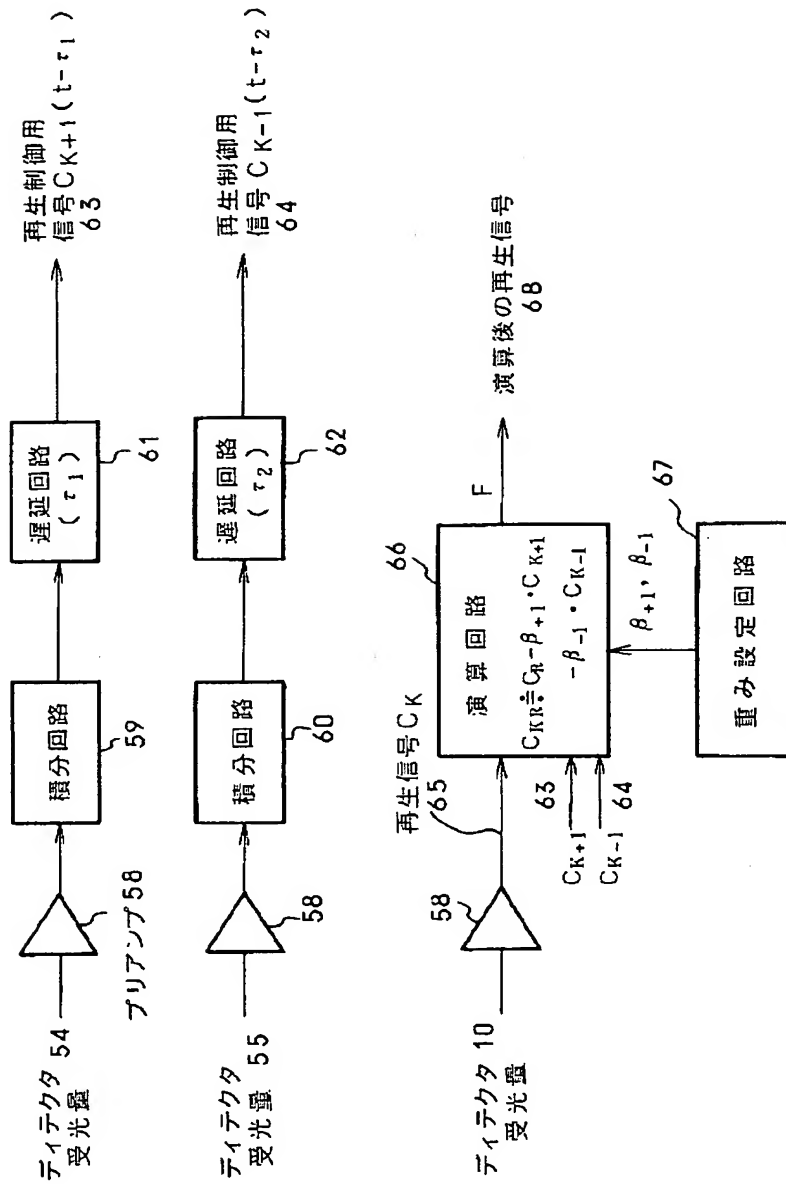 ディテクタ 54
受光量
プリアンプ58
積分回路
59
遅延回路
( τ1 )
61
再生制御用
信号 CK+1 (t-τ1)
63
ディテクタ 55
受光量
58
積分回路
60
遅延回路
( τ2 )
62
再生制御用
信号 CK-1 (t-τ2)
64
ディテクタ 10
受光量
58
再生信号 CK
65
CK+1 63
CK-1 64
演算回路
CKR≒CR-β+1・CK+1
-β-1・CK-1
66
F
演算後の再生信号
68
β+1, β-1
重み設定回路
67